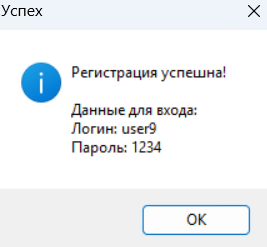 Успех
Регистрация успешна!
Данные для входа:
Логин: user9
Пароль: 1234
OK